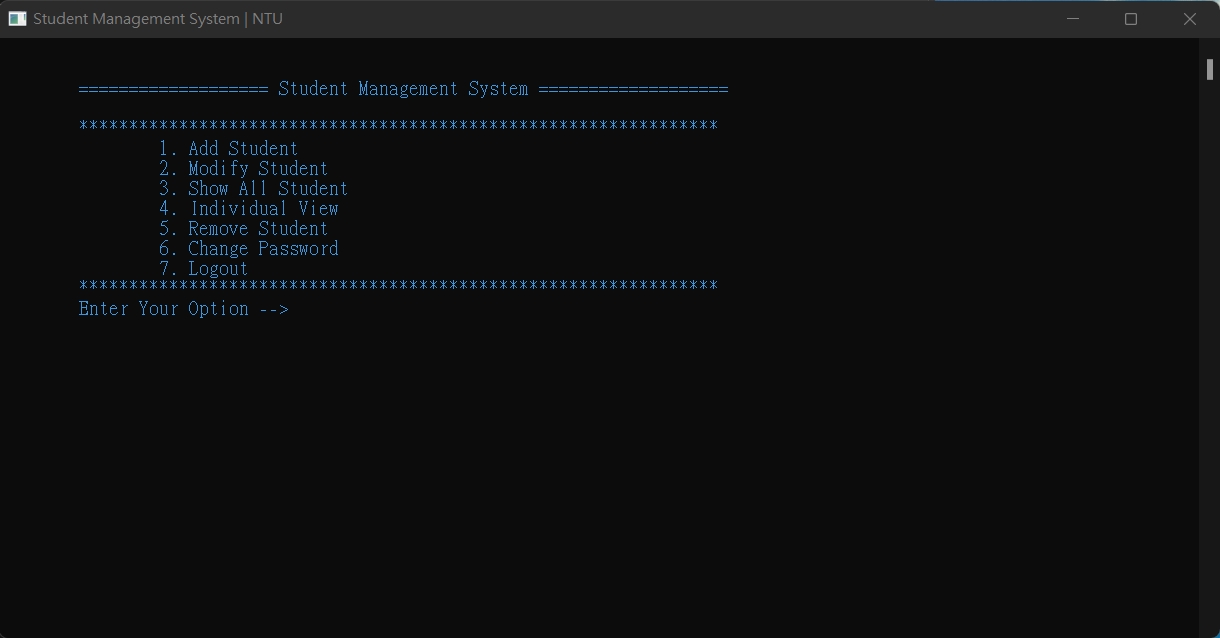 Student Management System | NTU
=================== Student Management System ===================
****************************************************************
1. Add Student
2. Modify Student
3. Show All Student
4. Individual View
5. Remove Student
6. Change Password
7. Logout
****************************************************************
Enter Your Option -->